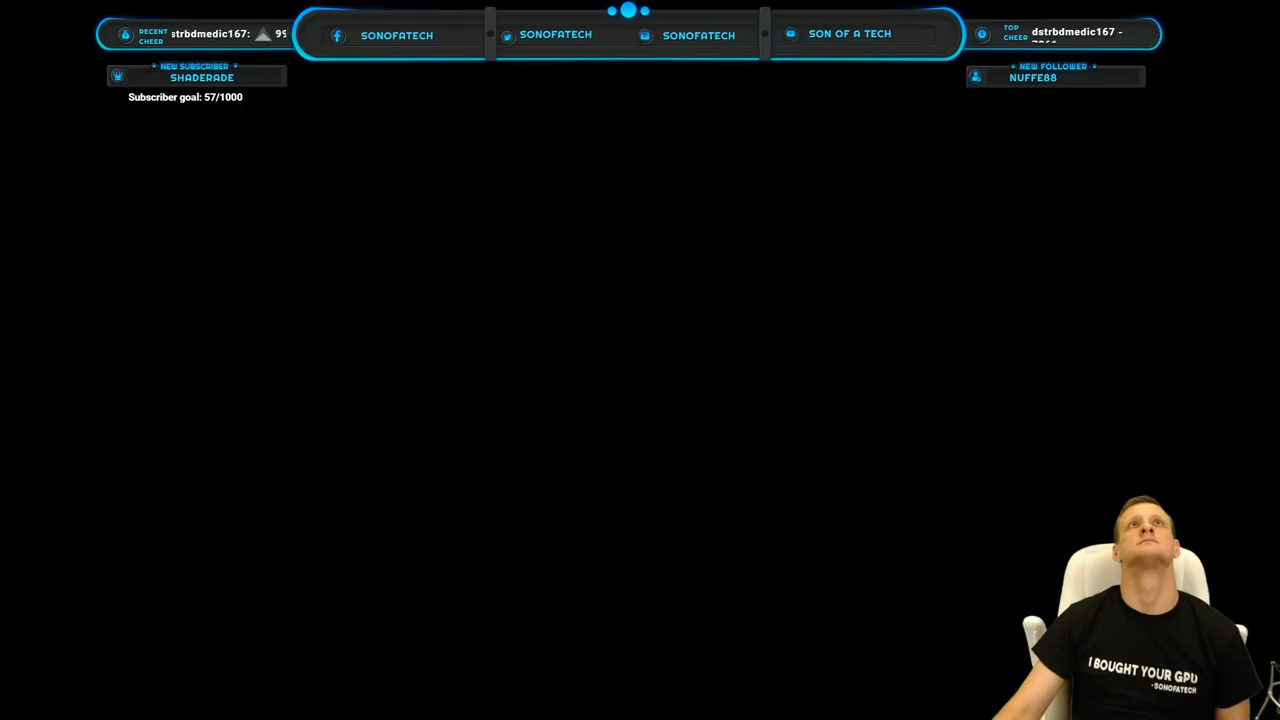 RECENT
CHEER
strbdmedic167:
SONOFATECH
SONOFATECH
SONOFATECH
SON OF A TECH
TOP
CHEER
dstrbdmedic167 -
NEW SUBSCRIBER
SHADERADE
Subscriber goal: 57/1000
NEW FOLLOWER
NUFFE88
I BOUGHT YOUR GPU
-SONOFATECH